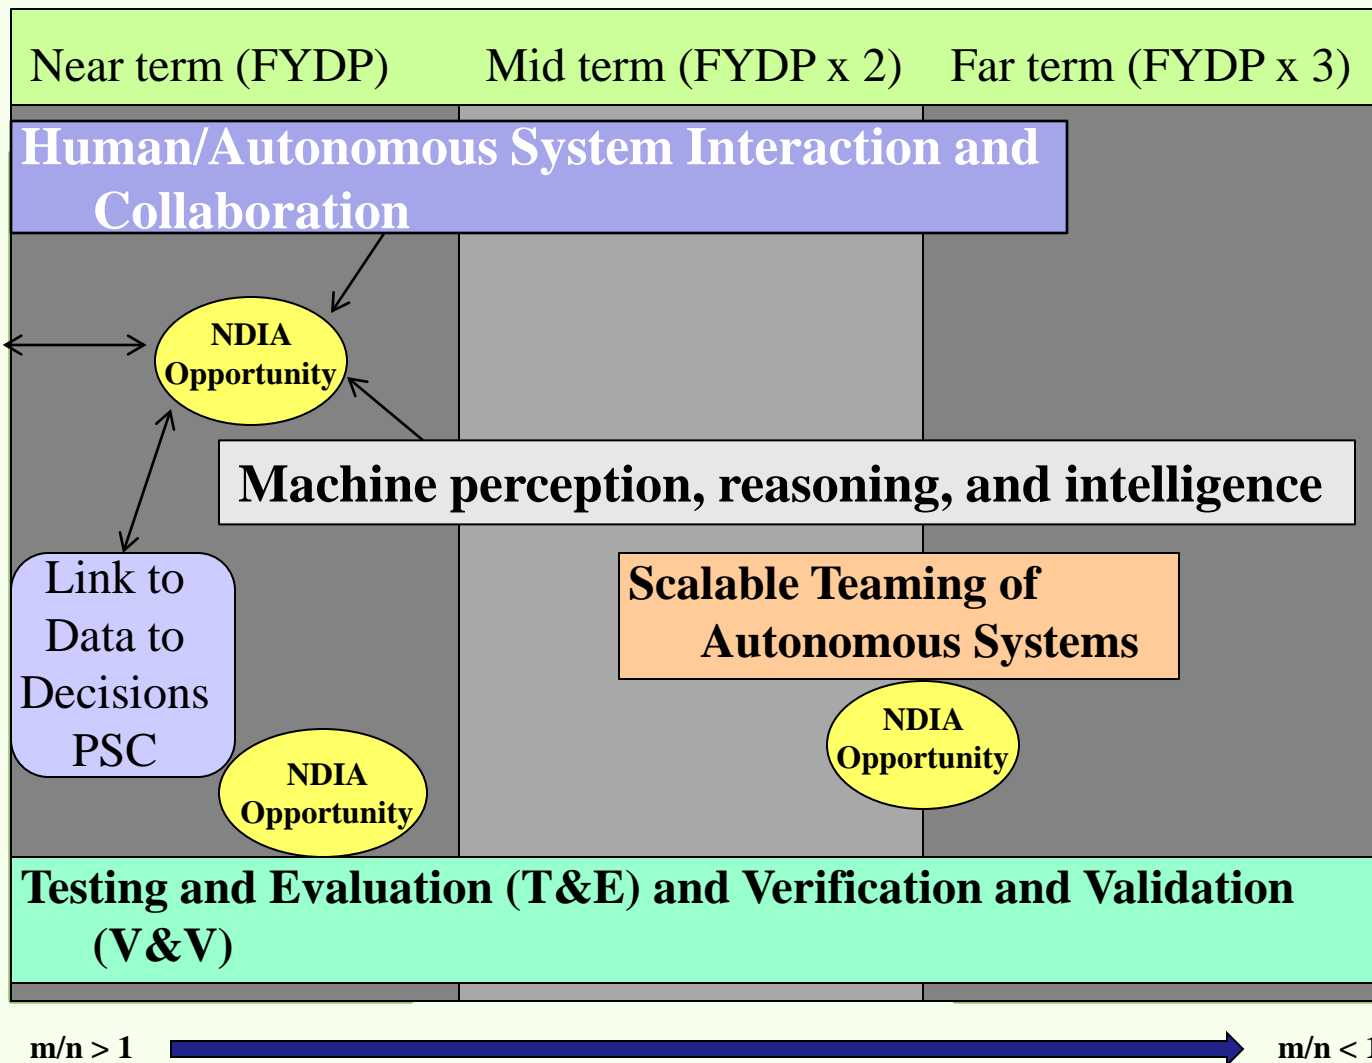 Near term (FYDP)
Mid term (FYDP x 2)
Far term (FYDP x 3)
Human/Autonomous System Interaction and
Collaboration
NDIA
Opportunity
Machine perception, reasoning, and intelligence
Link to
Data to
Decisions
PSC
Scalable Teaming of
Autonomous Systems
NDIA
Opportunity
NDIA
Opportunity
Testing and Evaluation (T&E) and Verification and Validation
(V&V)
m/n > 1
m/n < 1